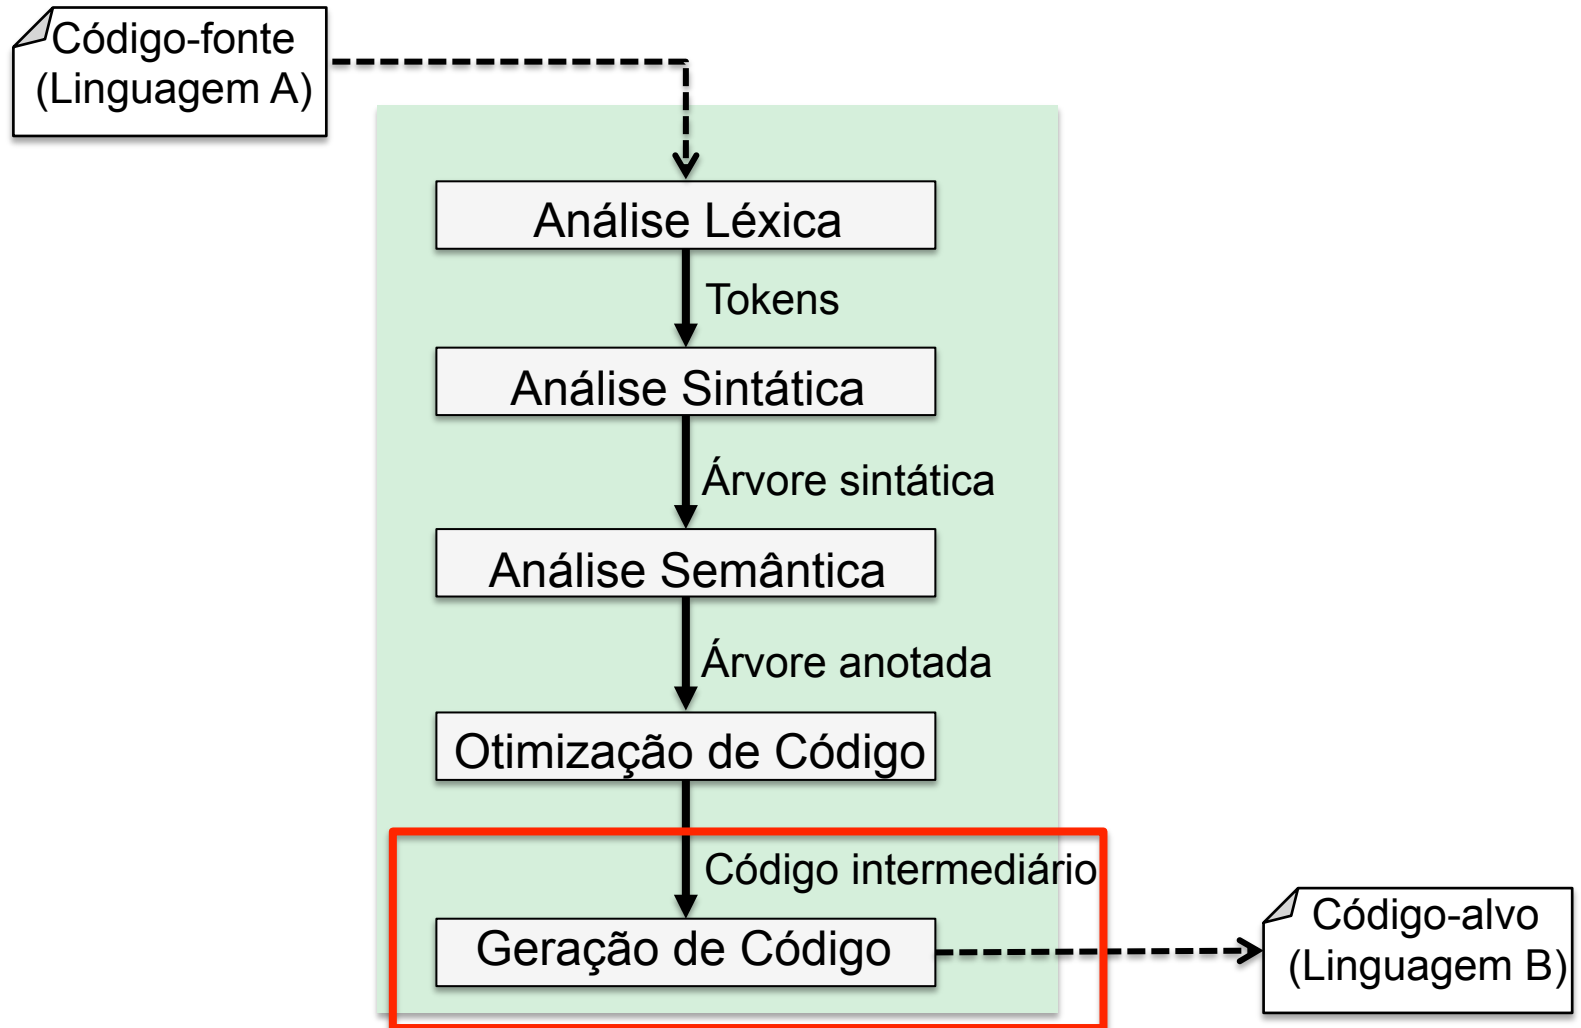 Código-fonte
(Linguagem A)
Análise Léxica
Tokens
Análise Sintática
Árvore sintática
Análise Semântica
Árvore anotada
Otimização de Código
Código intermediário
Geração de Código
Código-alvo
(Linguagem B)